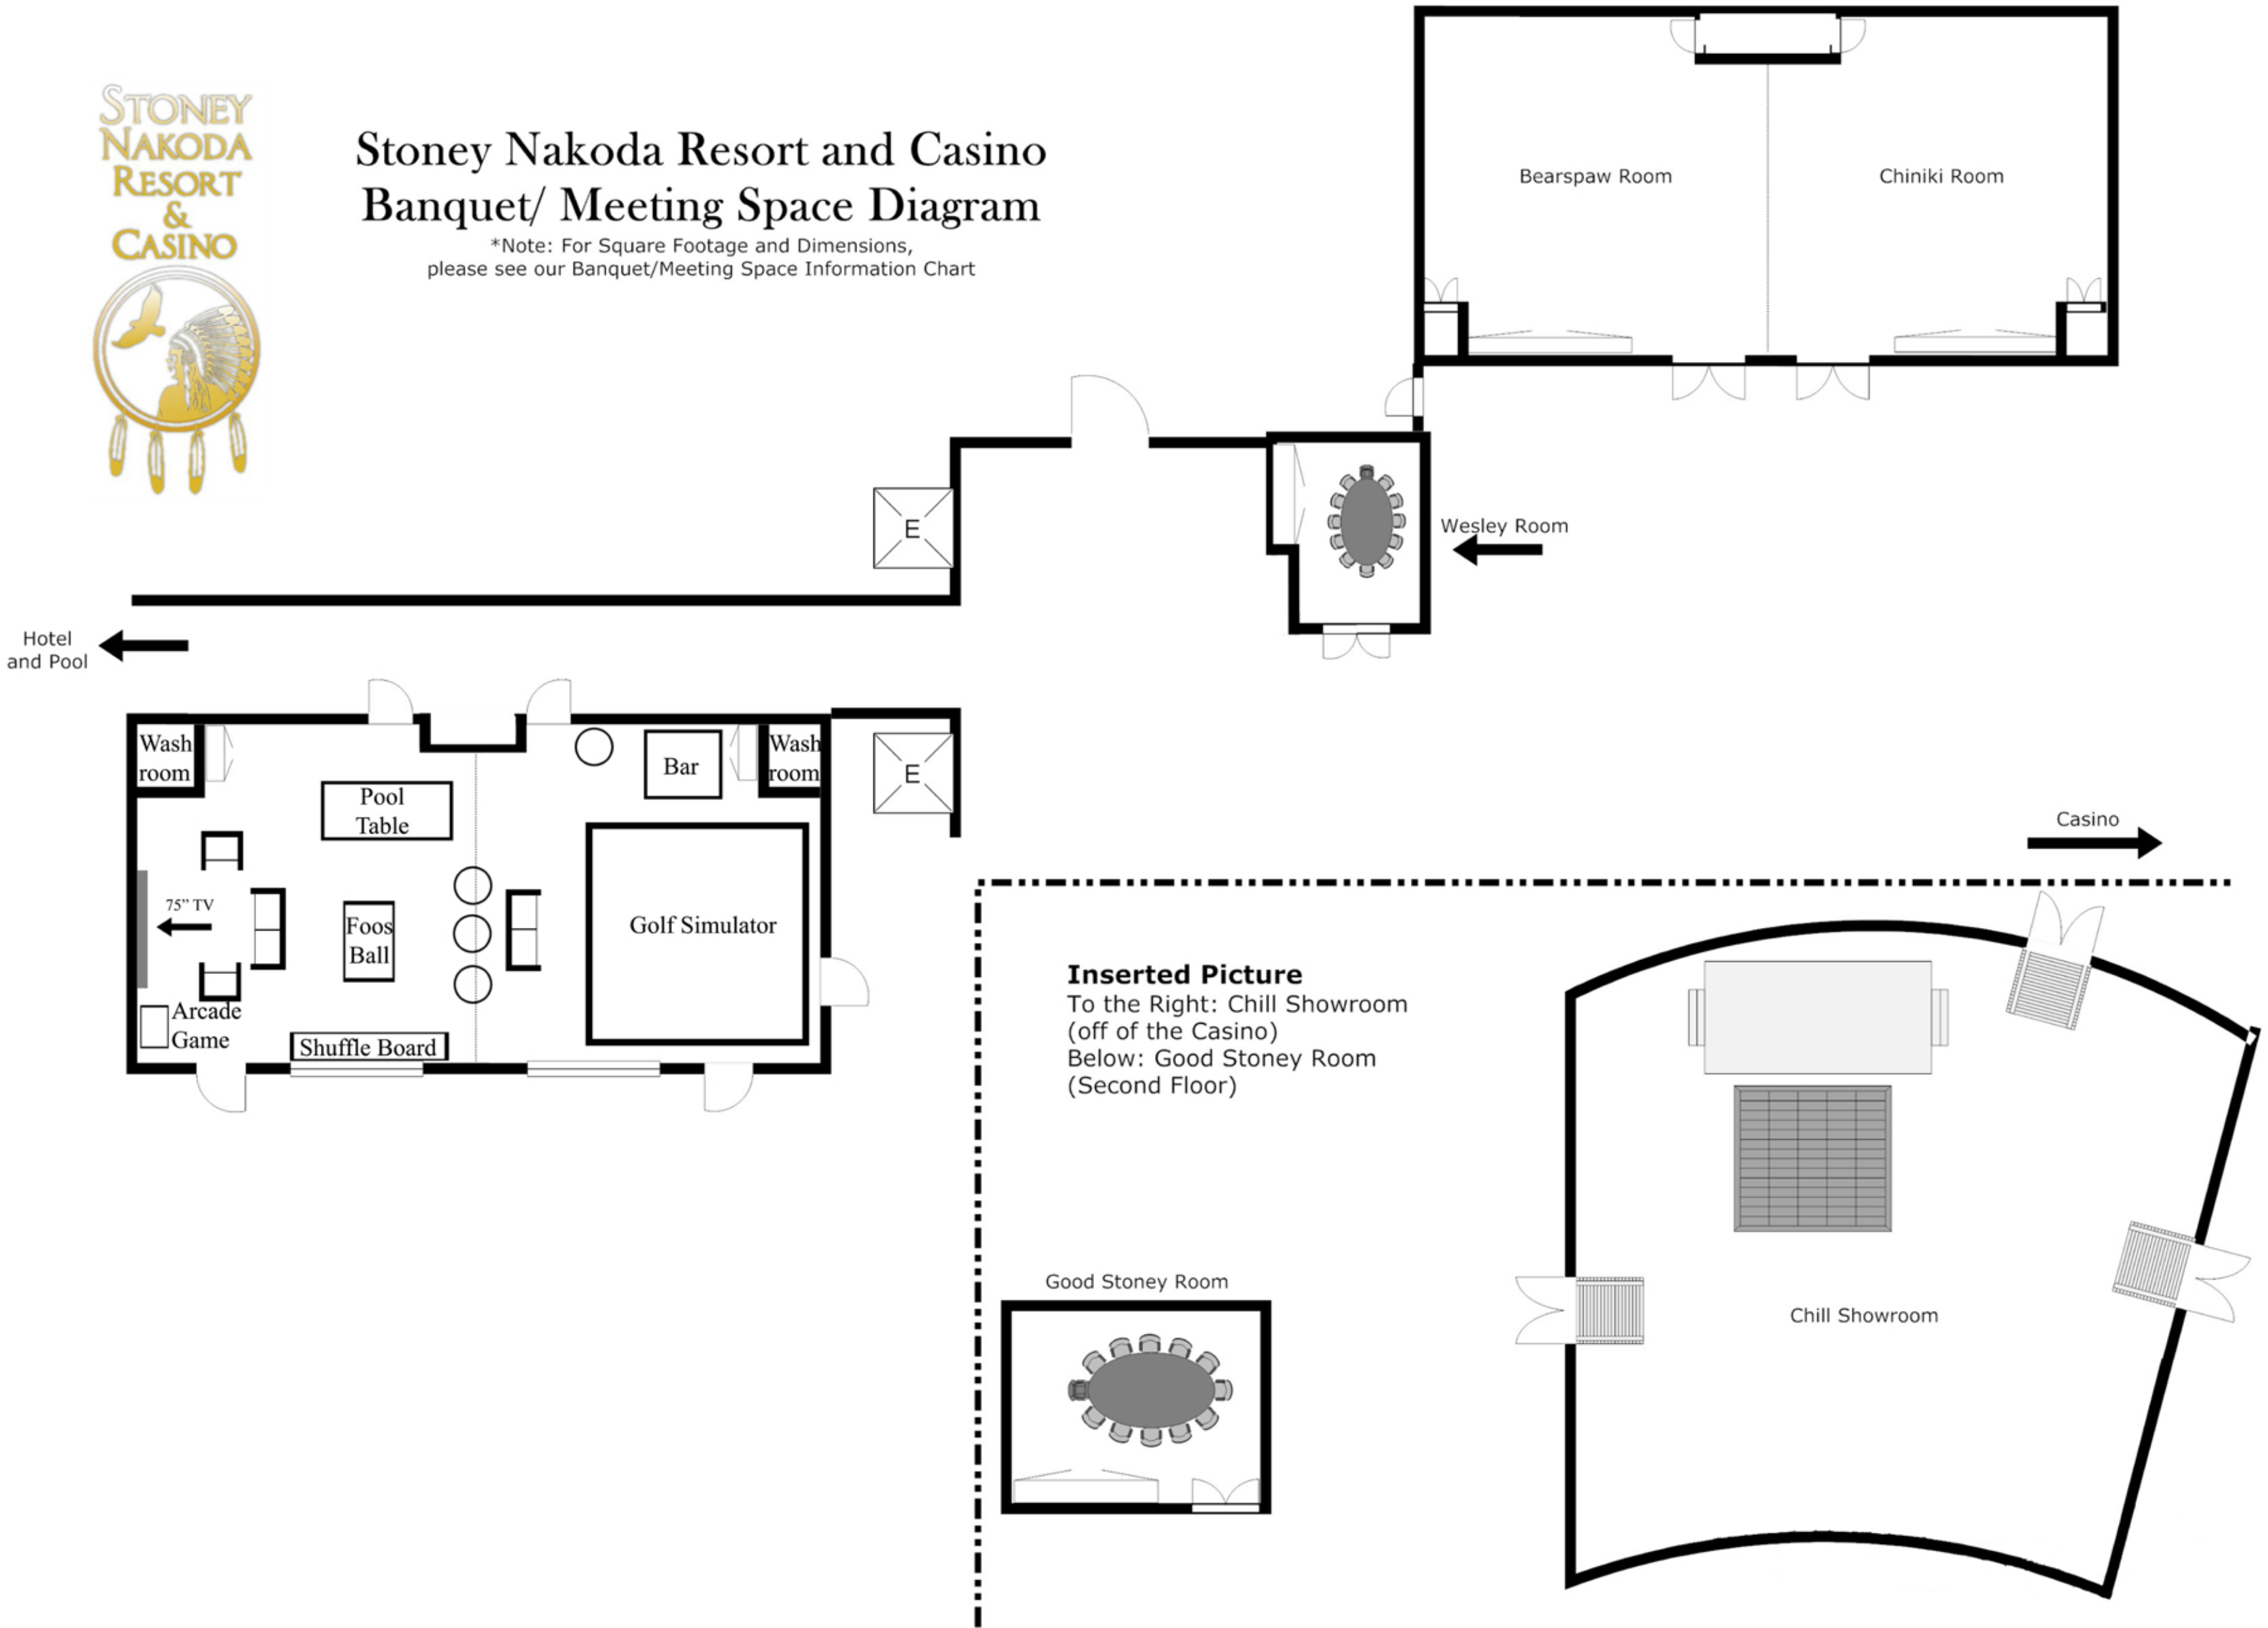 STONEY
NAKODA
RESORT
&
CASINO
Stoney Nakoda Resort and Casino
Banquet/ Meeting Space Diagram
*Note: For Square Footage and Dimensions,
please see our Banquet/Meeting Space Information Chart
Bearspaw Room
Chiniki Room
E
Wesley Room
Hotel
and Pool
Wash
room
Pool
Table
Bar
Wash
room
E
75” TV
Foos
Ball
Golf Simulator
Arcade
Game
Shuffle Board
Casino
Inserted Picture
To the Right: Chill Showroom
(off of the Casino)
Below: Good Stoney Room
(Second Floor)
Good Stoney Room
Chill Showroom